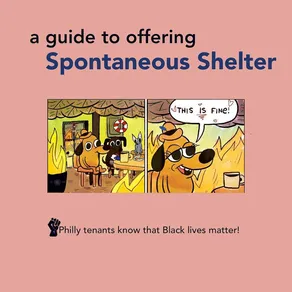 a guide to offering
Spontaneous Shelter
THIS IS FINE!
Philly tenants know that Black lives matter!